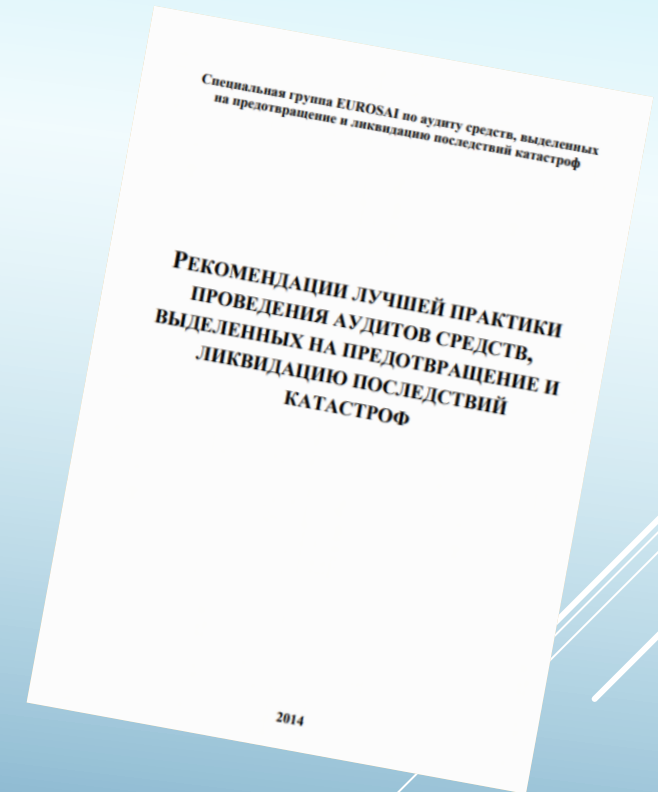 Специальная группа EUROSAI по аудиту средств, выделенных
на предотвращение и ликвидацию последствий катастроф
РЕКОМЕНДАЦИИ ЛУЧШЕЙ ПРАКТИКИ
ПРОВЕДЕНИЯ АУДИТОВ СРЕДСТВ,
ВЫДЕЛЕННЫХ НА ПРЕДОТВРАЩЕНИЕ И
ЛИКВИДАЦИЮ ПОСЛЕДСТВИЙ
КАТАСТРОФ
2014